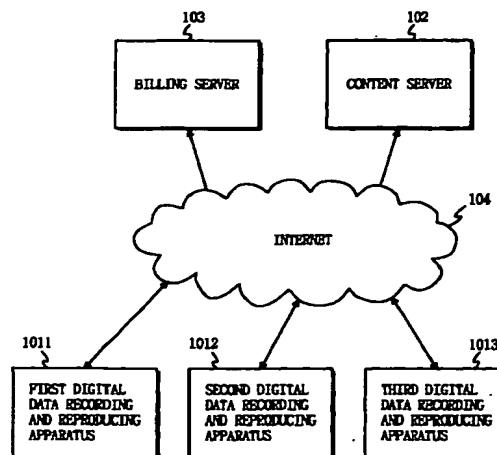 103
102
BILLING SERVER
CONTENT SERVER
104
INTERNET
1011
1012
1013
FIRST DIGITAL
DATA RECORDING
AND REPRODUCING
APPARATUS
SECOND DIGITAL
DATA RECORDING
AND REPRODUCING
APPARATUS
THIRD DIGITAL
DATA RECORDING
AND REPRODUCING
APPARATUS